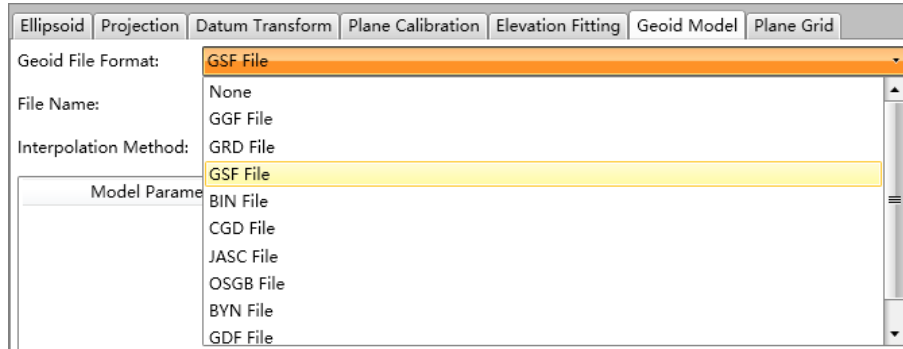 Ellipsoid Projection Datum Transform Plane Calibration Elevation Fitting Geoid Model Plane Grid
Geoid File Format: GSF File
File Name:
Interpolation Method:
None
GGF File
GRD File
GSF File
BIN File
CGD File
JASC File
OSGB File
BYN File
GDF File
Model Parame